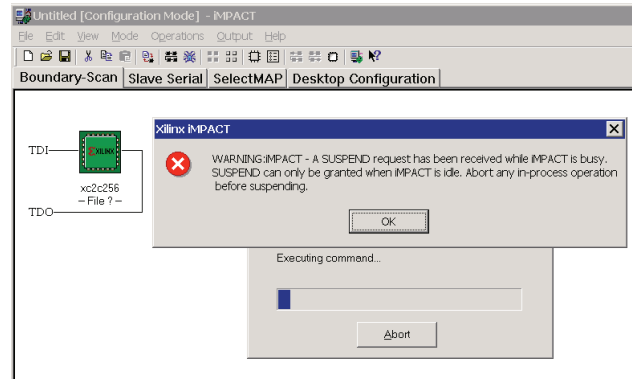 Untitled [Configuration Mode] - iMPACT
File Edit View Mode Operations Output Help
Boundary-Scan Slave Serial SelectMAP Desktop Configuration
TDI
XILINX
xc2c256
- File ? -
TDO
Xilinx iMPACT
WARNING:iMPACT - A SUSPEND request has been received while iMPACT is busy.
SUSPEND can only be granted when iMPACT is idle. Abort any in-process operation
before suspending.
OK
Executing command...
Abort